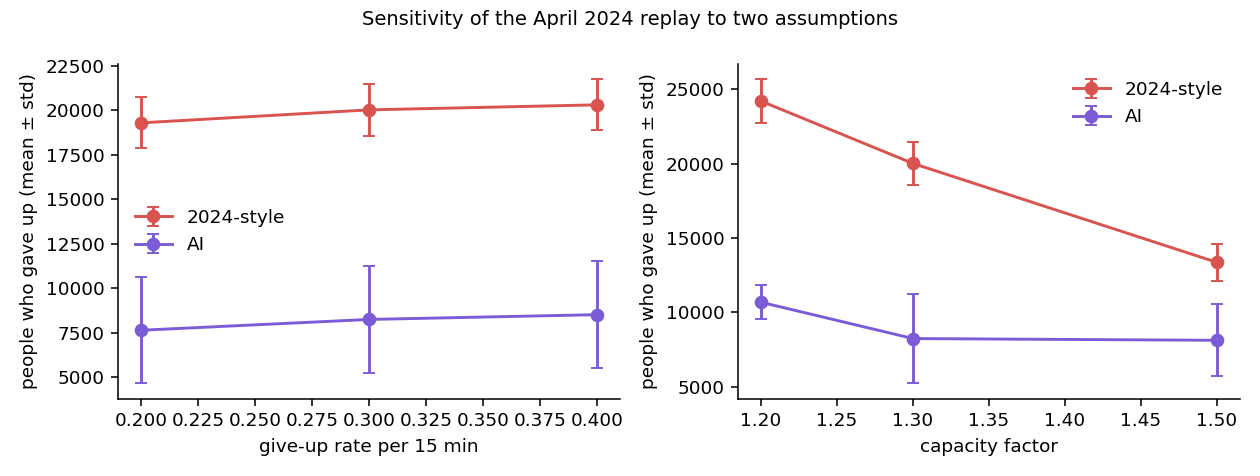 Sensitivity of the April 2024 replay to two assumptions
people who gave up (mean ± std)
22500
20000
17500
15000
12500
10000
7500
5000
2024-style
AI
0.200 0.225 0.250 0.275 0.300 0.325 0.350 0.375 0.400
give-up rate per 15 min
people who gave up (mean ± std)
25000
20000
15000
10000
5000
2024-style
AI
1.20 1.25 1.30 1.35 1.40 1.45 1.50
capacity factor